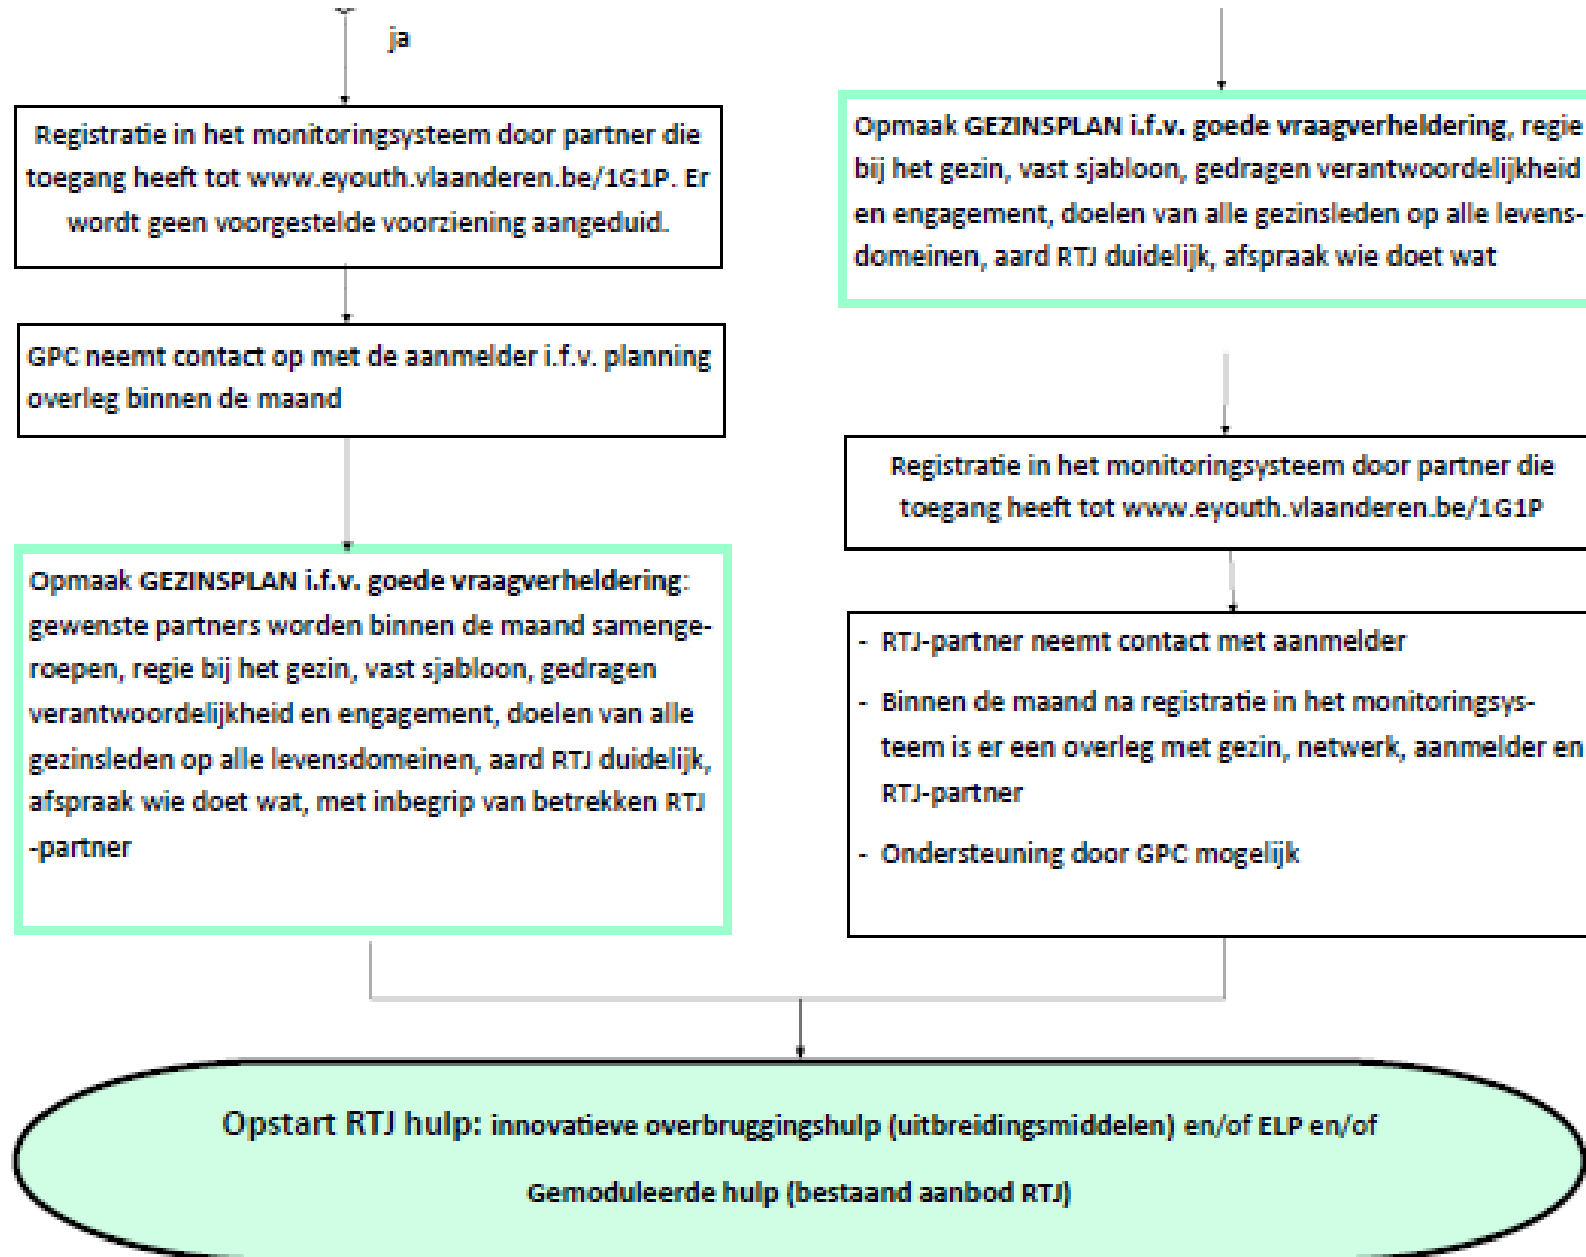 ja
Registratie in het monitoringsysteem door partner die
toegang heeft tot www.eyouth.vlaanderen.be/1G1P. Er
wordt geen voorgestelde voorziening aangeduid.
GPC neemt contact op met de aanmelder i.f.v. planning
overleg binnen de maand
Opmaak GEZINSPLAN i.f.v. goede vraagverheldering:
gewenste partners worden binnen de maand samenge-
roepen, regie bij het gezin, vast sjabloon, gedragen
verantwoordelijkheid en engagement, doelen van alle
gezinsleden op alle levensdomeinen, aard RTJ duidelijk,
afspraak wie doet wat, met inbegrip van betrekken RTJ
-partner
Opmaak GEZINSPLAN i.f.v. goede vraagverheldering, regie
bij het gezin, vast sjabloon, gedragen verantwoordelijkheid
en engagement, doelen van alle gezinsleden op alle levens-
domeinen, aard RTJ duidelijk, afspraak wie doet wat
Registratie in het monitoringsysteem door partner die
toegang heeft tot www.eyouth.vlaanderen.be/1G1P
- RTJ-partner neemt contact met aanmelder
- Binnen de maand na registratie in het monitoringsys-
teem is er een overleg met gezin, netwerk, aanmelder en
RTJ-partner
- Ondersteuning door GPC mogelijk
Opstart RTJ hulp: innovatieve overbruggingshulp (uitbreidingsmiddelen) en/of ELP en/of
Gemoduleerde hulp (bestaand aanbod RTJ)